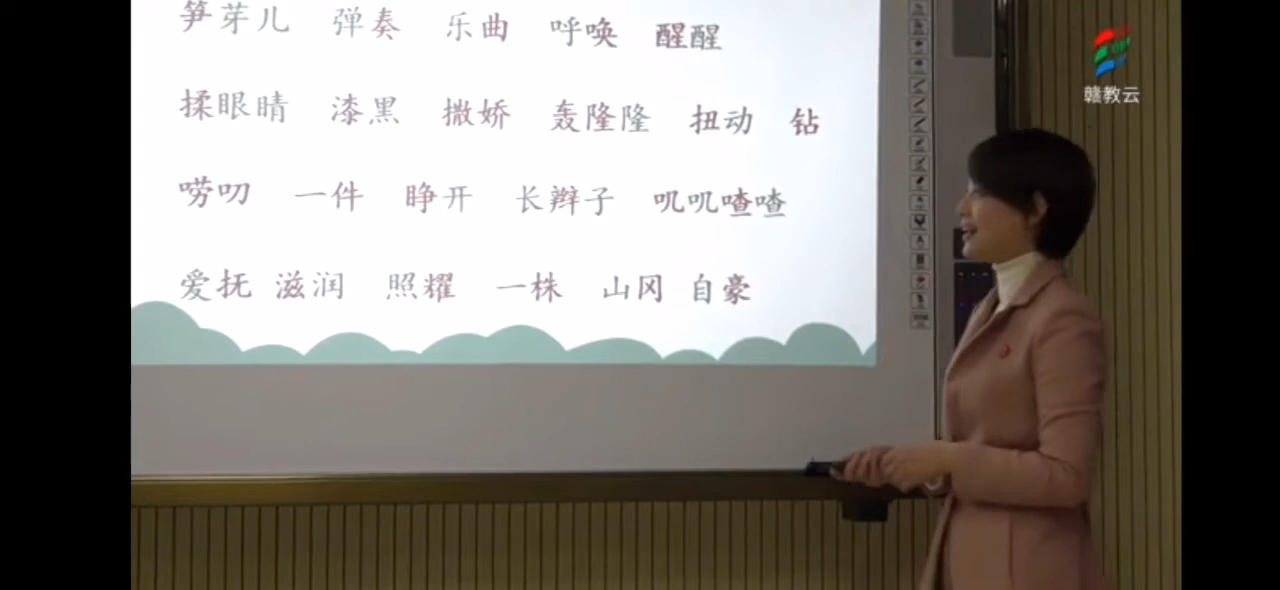 笋芽儿 弹奏 乐曲 呼唤 醒醒
揉眼睛 漆黑 撒娇 轰隆隆 扭动 钻
唠叨 一件 睁开 长辫子 叽叽喳喳
爱抚 滋润 照耀 一株 山冈 自豪
赣教云